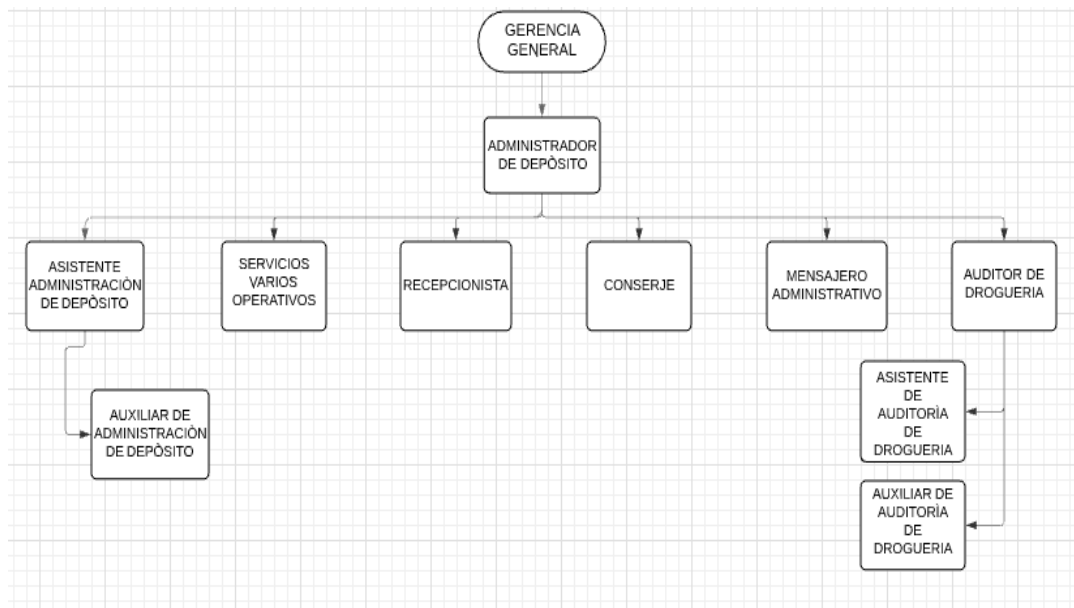 GERENCIA
GENERAL
ADMINISTRADOR
DE DEPÒSITO
ASISTENTE
ADMINISTRACIÒN
DE DEPÒSITO
SERVICIOS
VARIOS
OPERATIVOS
RECEPCIONISTA
CONSERJE
MENSAJERO
ADMINISTRATIVO
AUDITOR DE
DROGUERIA
AUXILIAR DE
ADMINISTRACIÒN
DE DEPÒSITO
ASISTENTE
DE
AUDITORÌA
DE
DROGUERIA
AUXILIAR DE
AUDITORÌA
DE
DROGUERIA